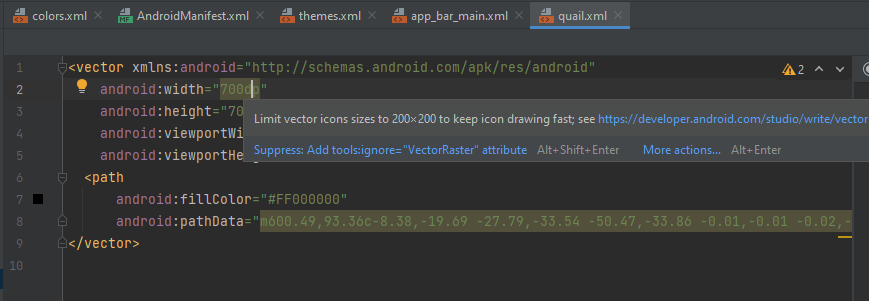 colors.xml AndroidManifest.xml themes.xml app_bar_main.xml quail.xml
1 <vector xmlns:android="http://schemas.android.com/apk/res/android" 2
2 android:width="700dp"
3 android:height="70
Limit vector icons sizes to 200×200 to keep icon drawing fast; see https://developer.android.com/studio/write/vector
4 android:viewportWi
5 android:viewportHe
Suppress: Add tools:ignore="VectorRaster" attribute Alt+Shift+Enter More actions... Alt+Enter
6 <path
7 android:fillColor="#FF000000"
8 android:pathData="m600.49,93.36c-8.38,-19.69 -27.79,-33.54 -50.47,-33.86 -0.01,-0.01 -0.02,-
9 </vector>
10